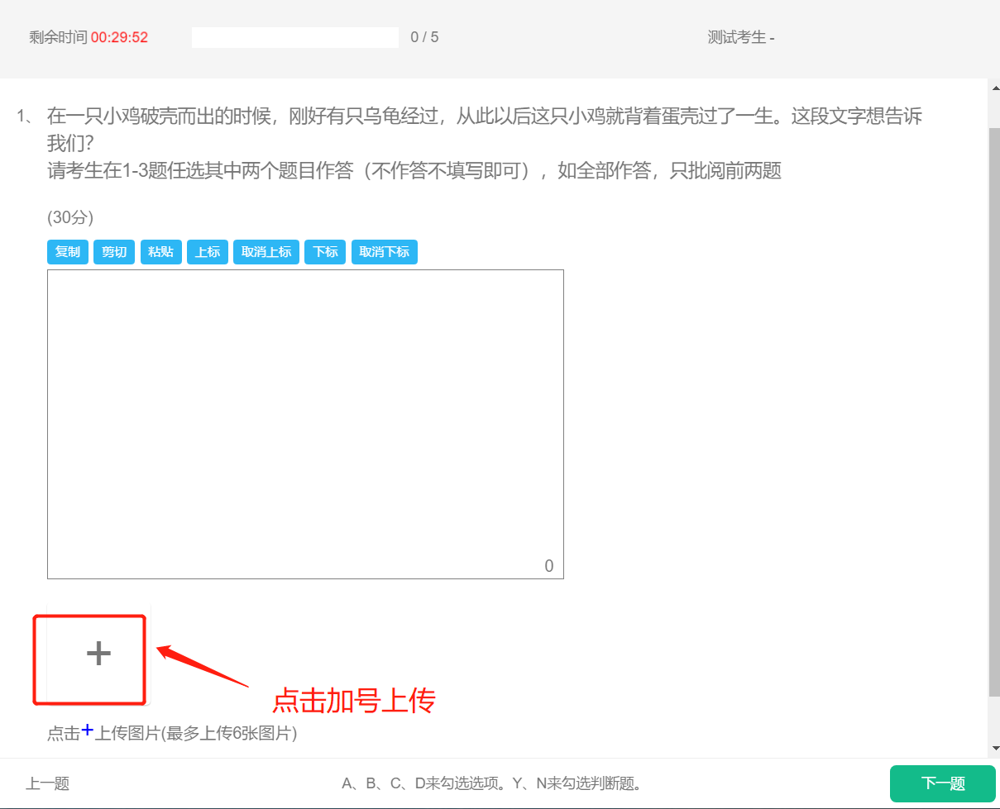 剩余时间 00:29:52 0 / 5 测试考生 -
1、 在一只小鸡破壳而出的时候，刚好有只乌龟经过，从此以后这只小鸡就背着蛋壳过了一生。这段文字想告诉
我们？
请考生在1-3题任选其中两个题目作答（不作答不填写即可），如全部作答，只批阅前两题
(30分)
复制 剪切 粘贴 上标 取消上标 下标 取消下标
0
+
点击加号上传
点击+上传图片(最多上传6张图片)
上一题 A、B、C、D来勾选选项。Y、N来勾选判断题。 下一题